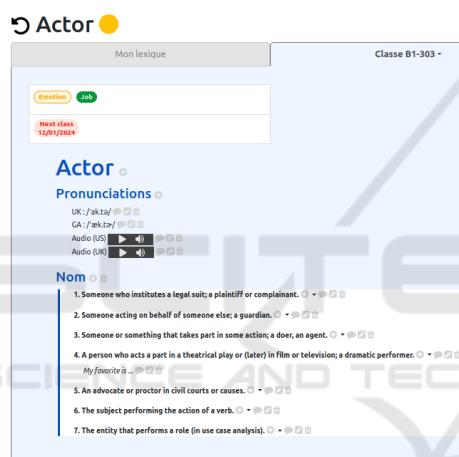 Actor
Mon lexique
Classe B1-303
Emotion Job
Next class
12/01/2024
Actor
Pronunciations
UK : /ˈak.tə/
GA : /ˈæk.tɚ/
Audio (US)
Audio (UK)
Nom
1. Someone who institutes a legal suit; a plaintiff or complainant.
2. Someone acting on behalf of someone else; a guardian.
3. Someone or something that takes part in some action; a doer, an agent.
4. A person who acts a part in a theatrical play or (later) in film or television; a dramatic performer.
My favorite is ...
5. An advocate or proctor in civil courts or causes.
6. The subject performing the action of a verb.
7. The entity that performs a role (in use case analysis).